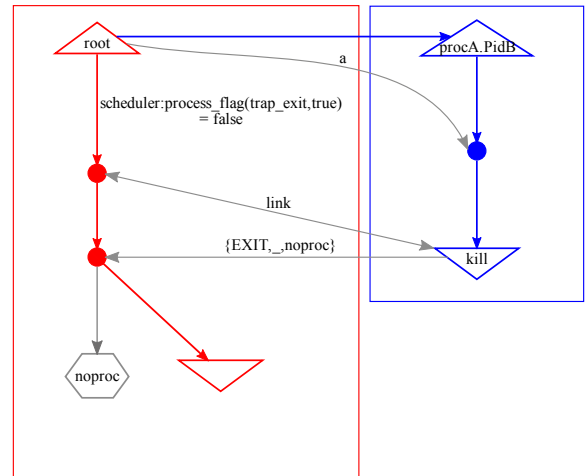 root
procA.PidB
a
scheduler:process_flag(trap_exit,true)
= false
link
{EXIT,_,noproc}
kill
noproc